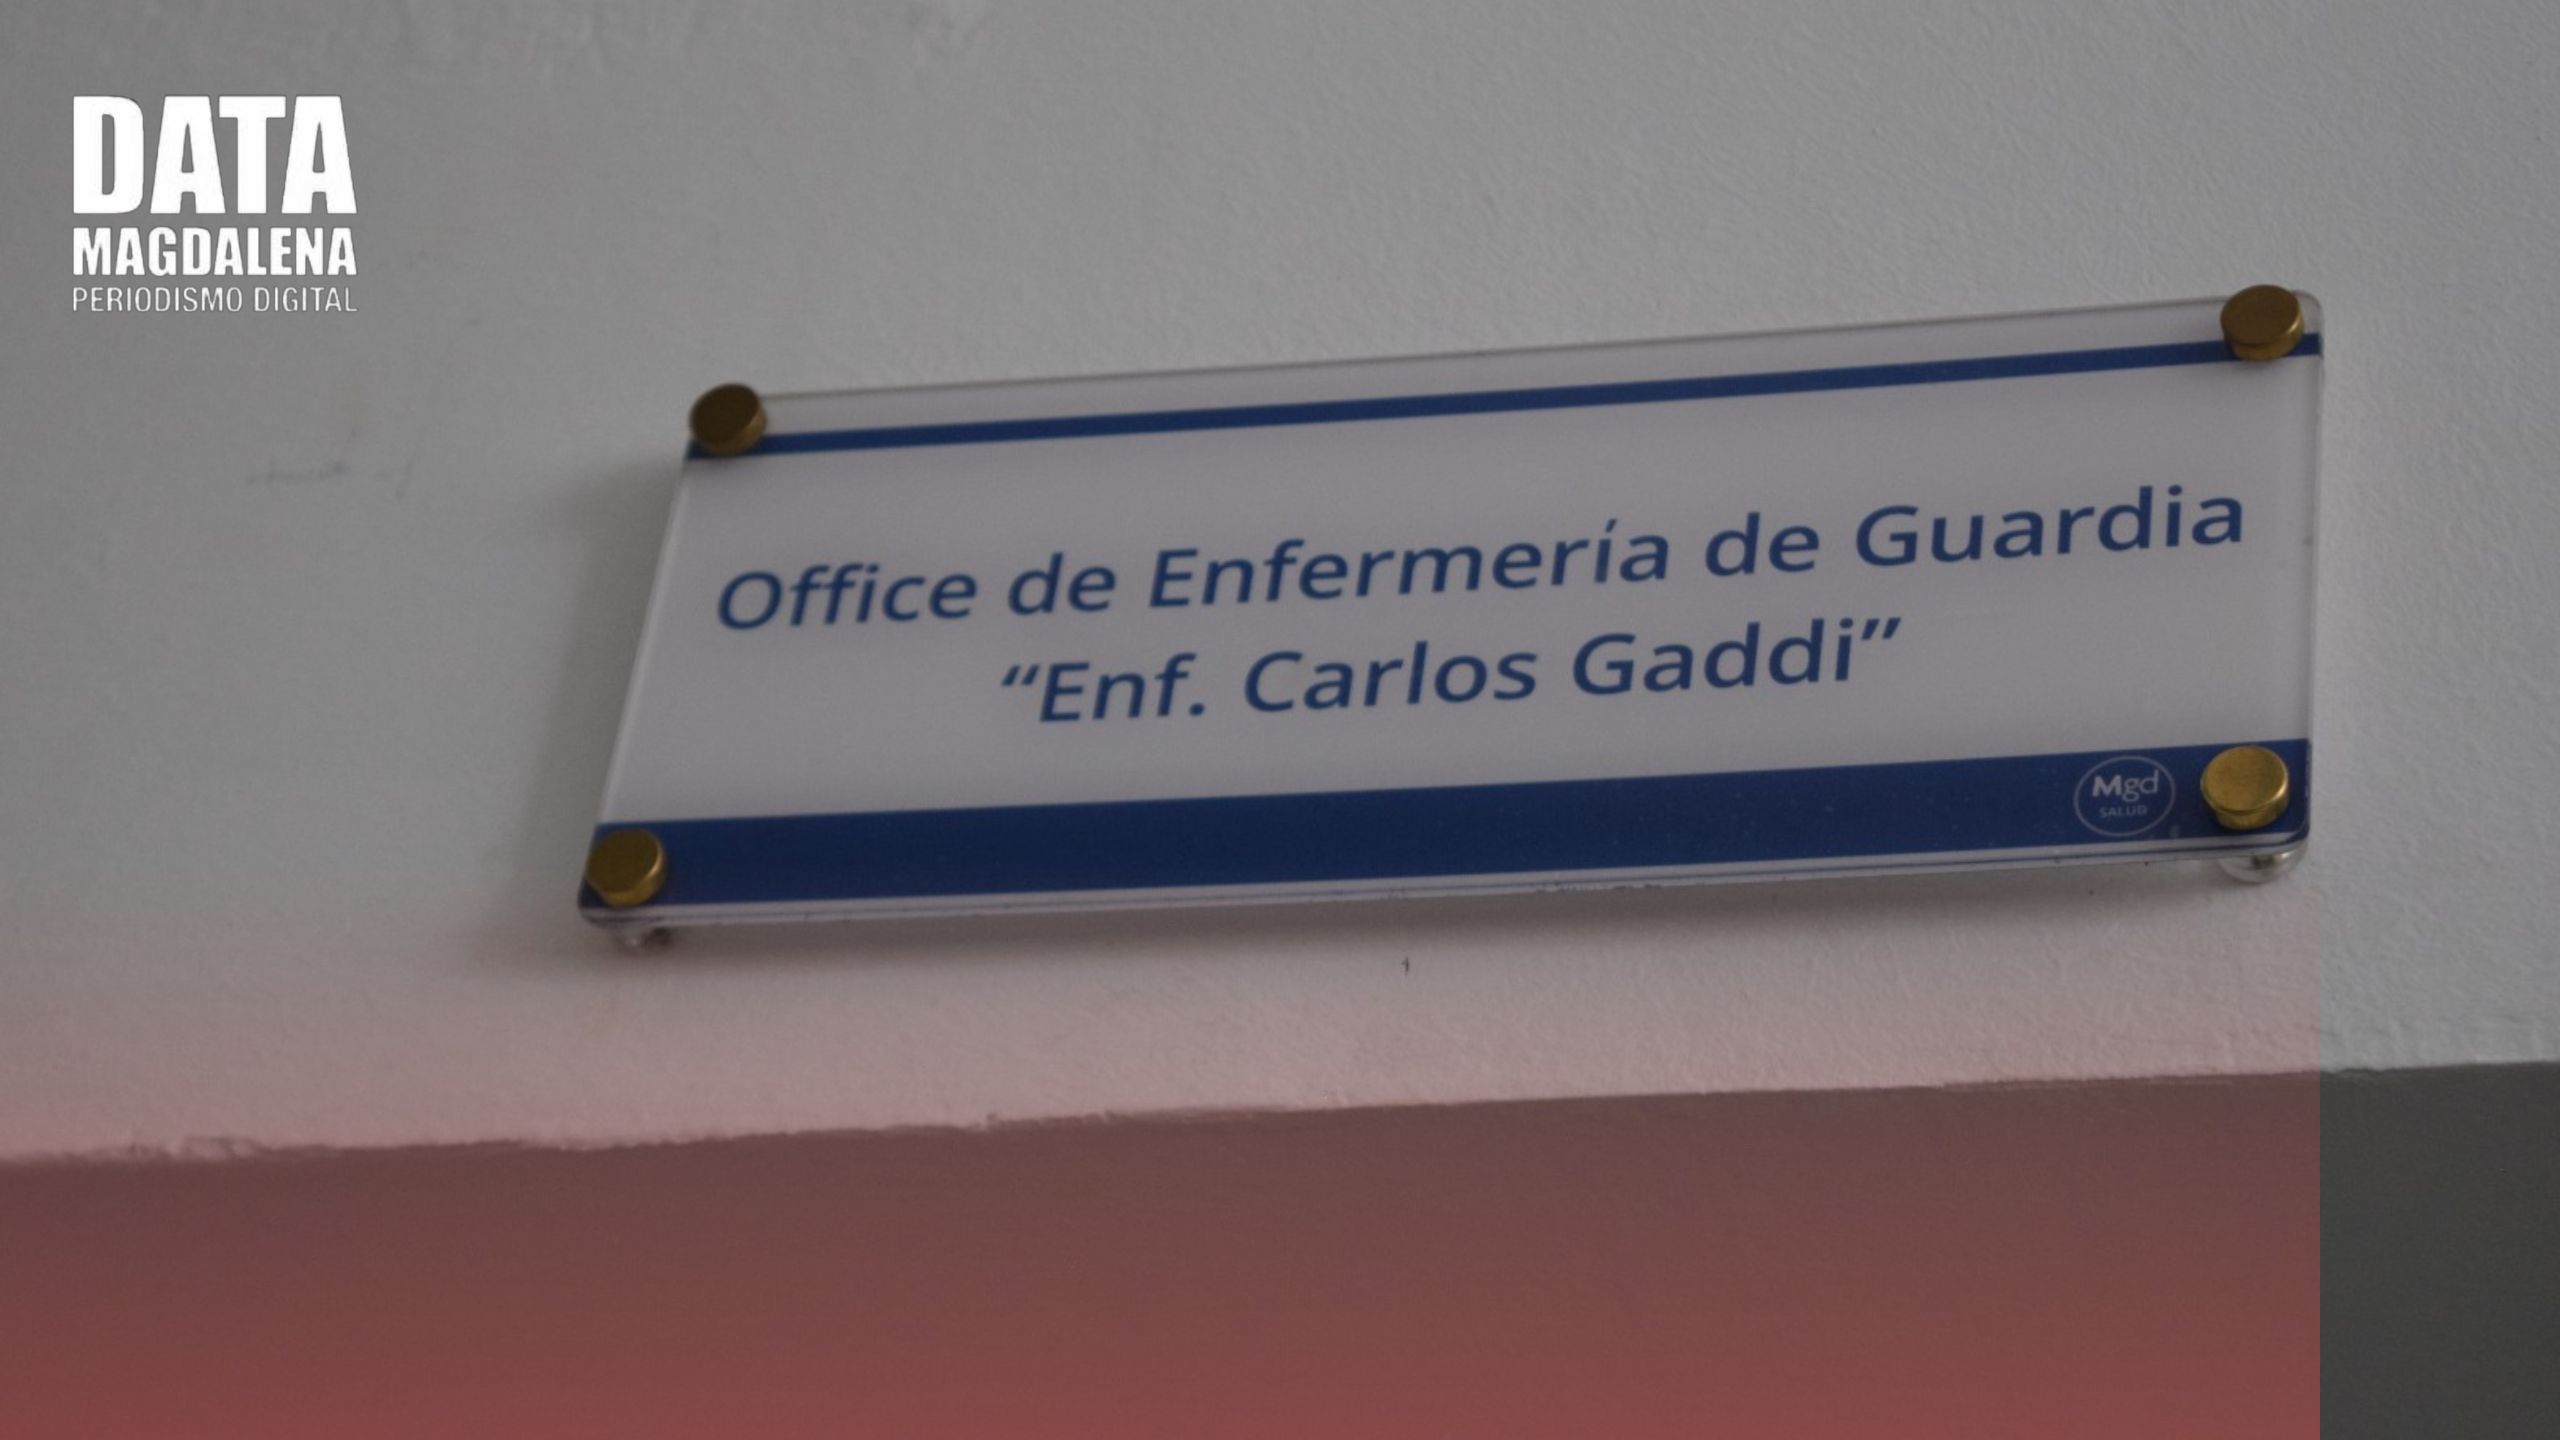 DATA
MAGDALENA
PERIODISMO DIGITAL
Office de Enfermería de Guardia
“Enf. Carlos Gaddi”
Mgd
SALUD